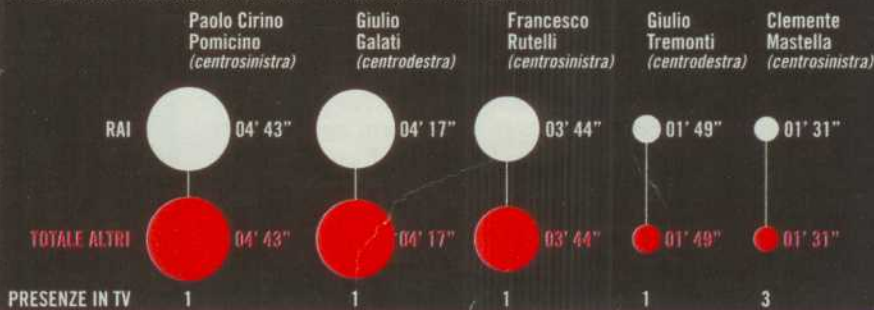 Paolo Cirino Pomicino (centrosinistra)
Giulio Galati (centrodestra)
Francesco Rutelli (centrosinistra)
Giulio Tremonti (centrodestra)
Clemente Mastella (centrosinistra)
RAI 04' 43" 04' 17" 03' 44" 01' 49" 01' 31"
TOTALE ALTRI 04' 43" 04' 17" 03' 44" 01' 49" 01' 31"
PRESENZE IN TV 1 1 1 1 3